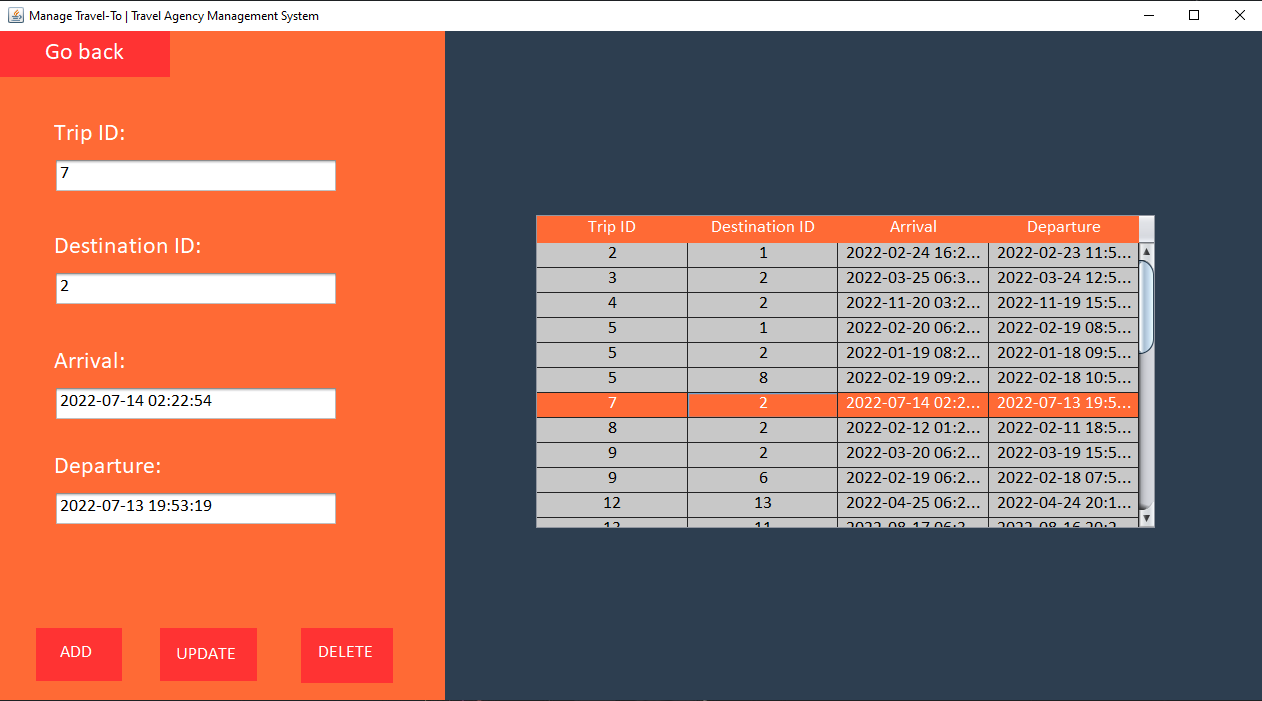 Manage Travel-To | Travel Agency Management System
Go back
Trip ID:
7
Destination ID:
2
Arrival:
2022-07-14 02:22:54
Departure:
2022-07-13 19:53:19
ADD UPDATE DELETE
Trip ID Destination ID Arrival Departure
2 1 2022-02-24 16:2... 2022-02-23 11:5...
3 2 2022-03-25 06:3... 2022-03-24 12:5...
4 2 2022-11-20 03:2... 2022-11-19 15:5...
5 1 2022-02-20 06:2... 2022-02-19 08:5...
5 2 2022-01-19 08:2... 2022-01-18 09:5...
5 8 2022-02-19 09:2... 2022-02-18 10:5...
7 2 2022-07-14 02:2... 2022-07-13 19:5...
8 2 2022-02-12 01:2... 2022-02-11 18:5...
9 2 2022-03-20 06:2... 2022-03-19 15:5...
9 6 2022-02-19 06:2... 2022-02-18 07:5...
12 13 2022-04-25 06:2... 2022-04-24 20:1...